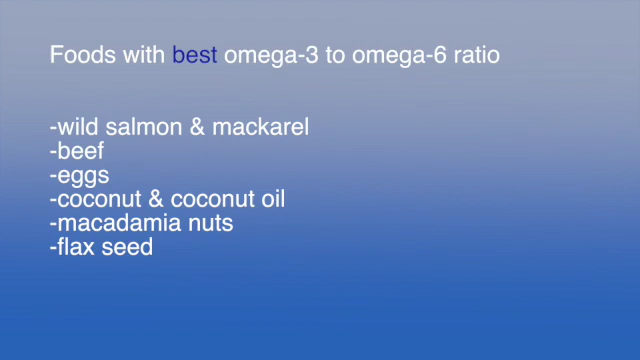 Foods with best omega-3 to omega-6 ratio
-wild salmon & mackarel
-beef
-eggs
-coconut & coconut oil
-macadamia nuts
-flax seed